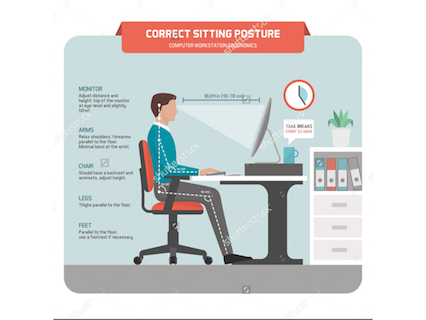 CORRECT SITTING POSTURE
COMPUTER WORKSTATION ERGONOMICS
MONITOR
Adjust distance and
height, top of the monitor
at eye-level and slightly
tilted.
18/24 in (45-70 cm)
TAKE BREAKS
EVERY 30 MINS
ARMS
Relax shoulders, forearms
parallel to the floor.
Minimal bend at the wrist.
CHAIR
Should have a backrest and
armrests, adjust height.
LEGS
Thighs parallel to the floor.
FEET
Parallel to the floor,
use a footrest if necessary.
shutterstock